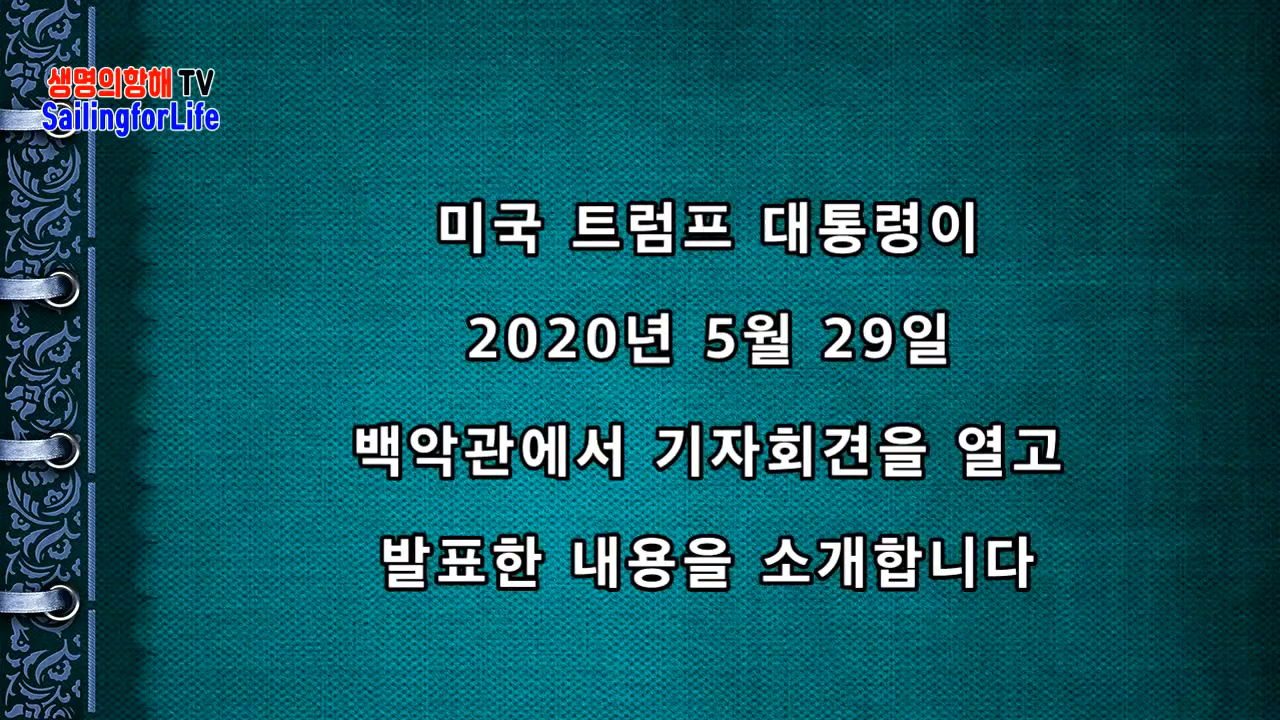 생명의항해 TV
SailingforLife
미국 트럼프 대통령이
2020년 5월 29일
백악관에서 기자회견을 열고
발표한 내용을 소개합니다